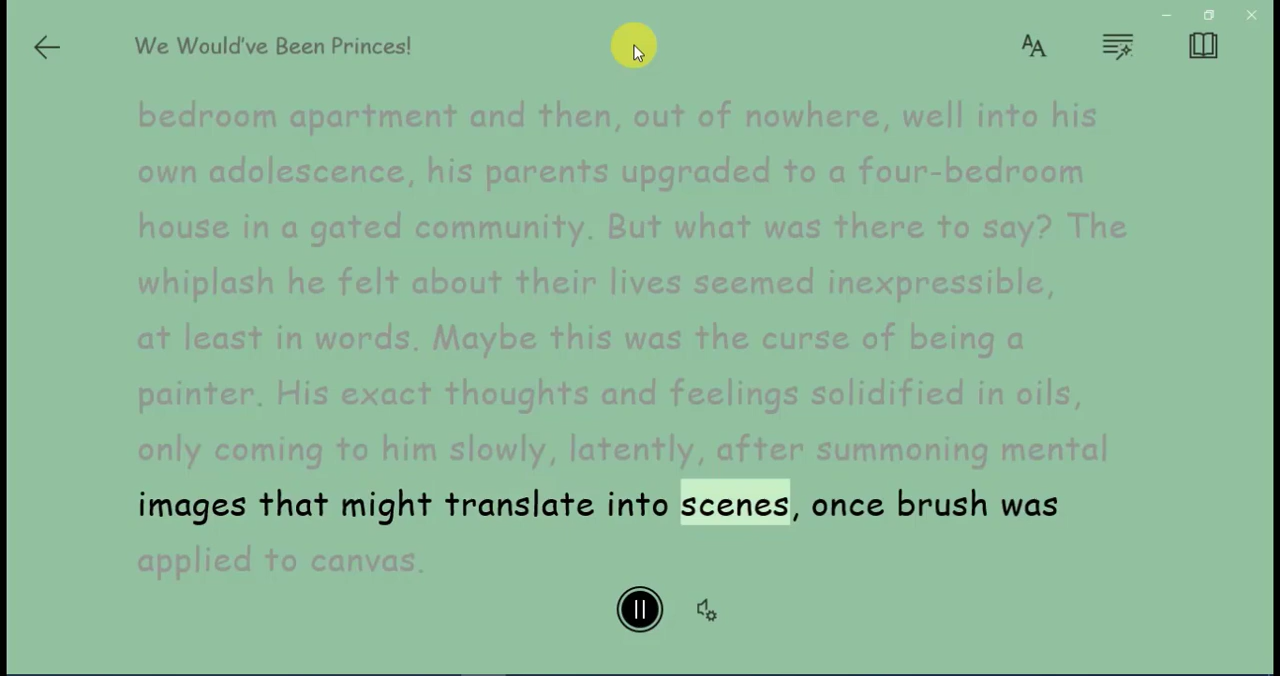 We Would've Been Princes!
AA
bedroom apartment and then, out of nowhere, well into his
own adolescence, his parents upgraded to a four-bedroom
house in a gated community. But what was there to say? The
whiplash he felt about their lives seemed inexpressible,
at least in words. Maybe this was the curse of being a
painter. His exact thoughts and feelings solidified in oils,
only coming to him slowly, latently, after summoning mental
images that might translate into scenes, once brush was
applied to canvas.